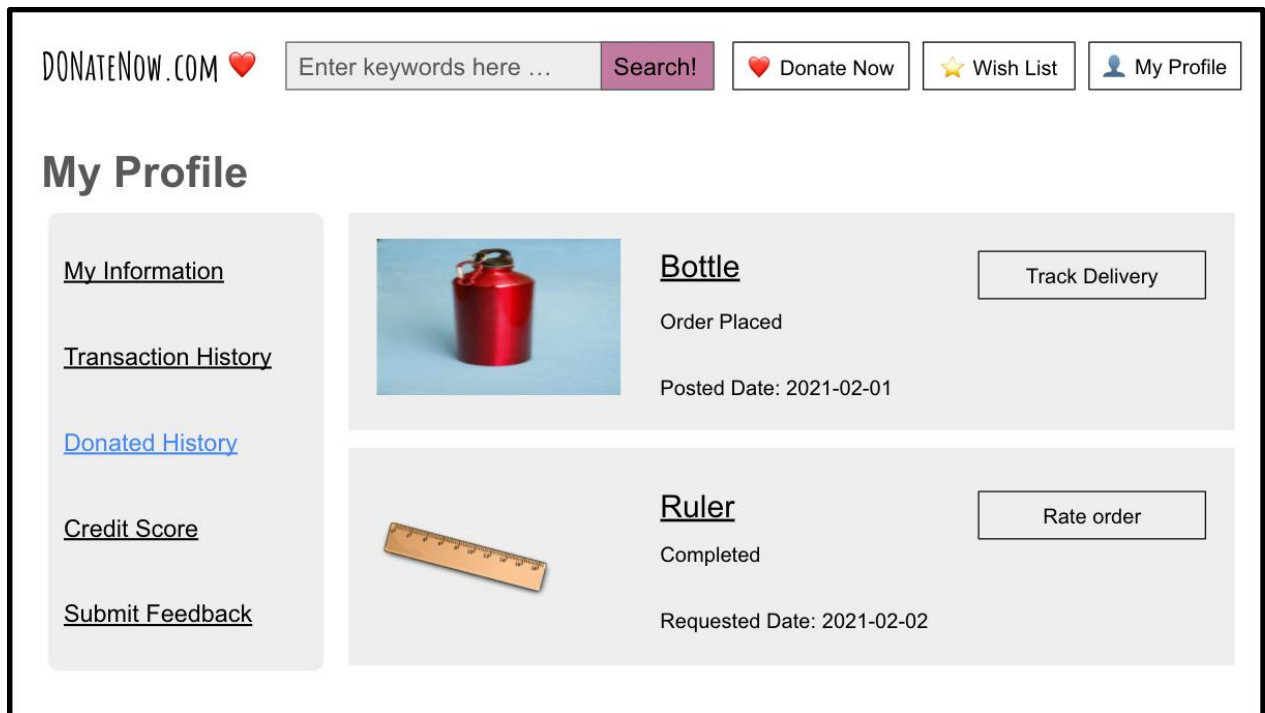 DONATENOW.COM ❤️
Enter keywords here …
Search!
❤️ Donate Now
⭐ Wish List
👤 My Profile
My Profile
My Information
Transaction History
Donated History
Credit Score
Submit Feedback
Bottle
Track Delivery
Order Placed
Posted Date: 2021-02-01
Ruler
Rate order
Completed
Requested Date: 2021-02-02